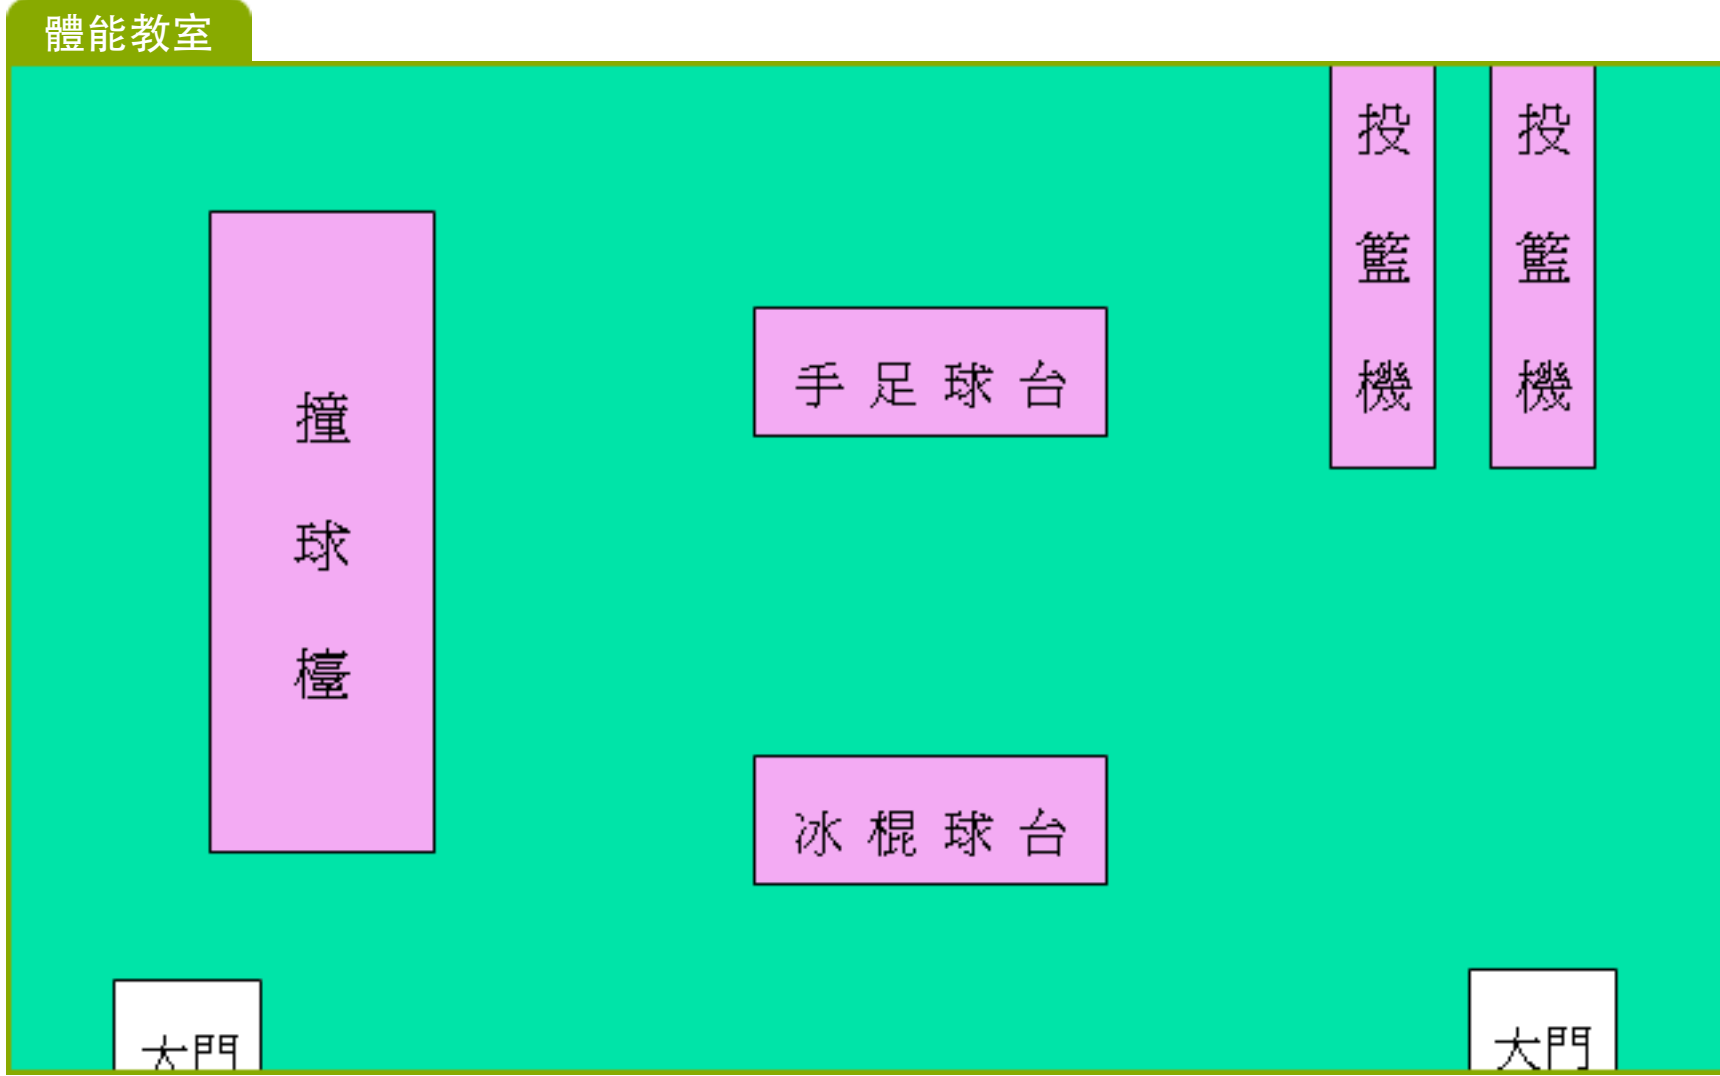 體能教室
投籃機
投籃機
撞球檯
手足球台
冰棍球台
大門
大門